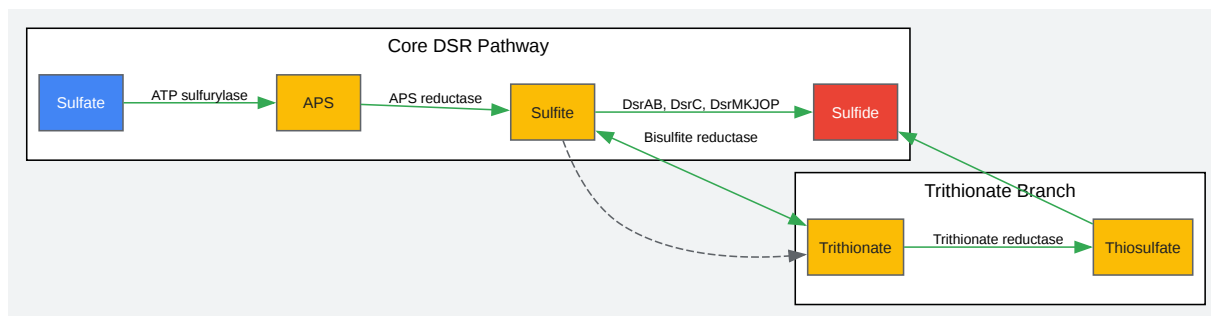 Core DSR Pathway
Sulfate
ATP sulfurylase
APS
APS reductase
Sulfite
DsrAB, DsrC, DsrMKJOP
Sulfide
Bisulfite reductase
Trithionate Branch
Trithionate
Trithionate reductase
Thiosulfate